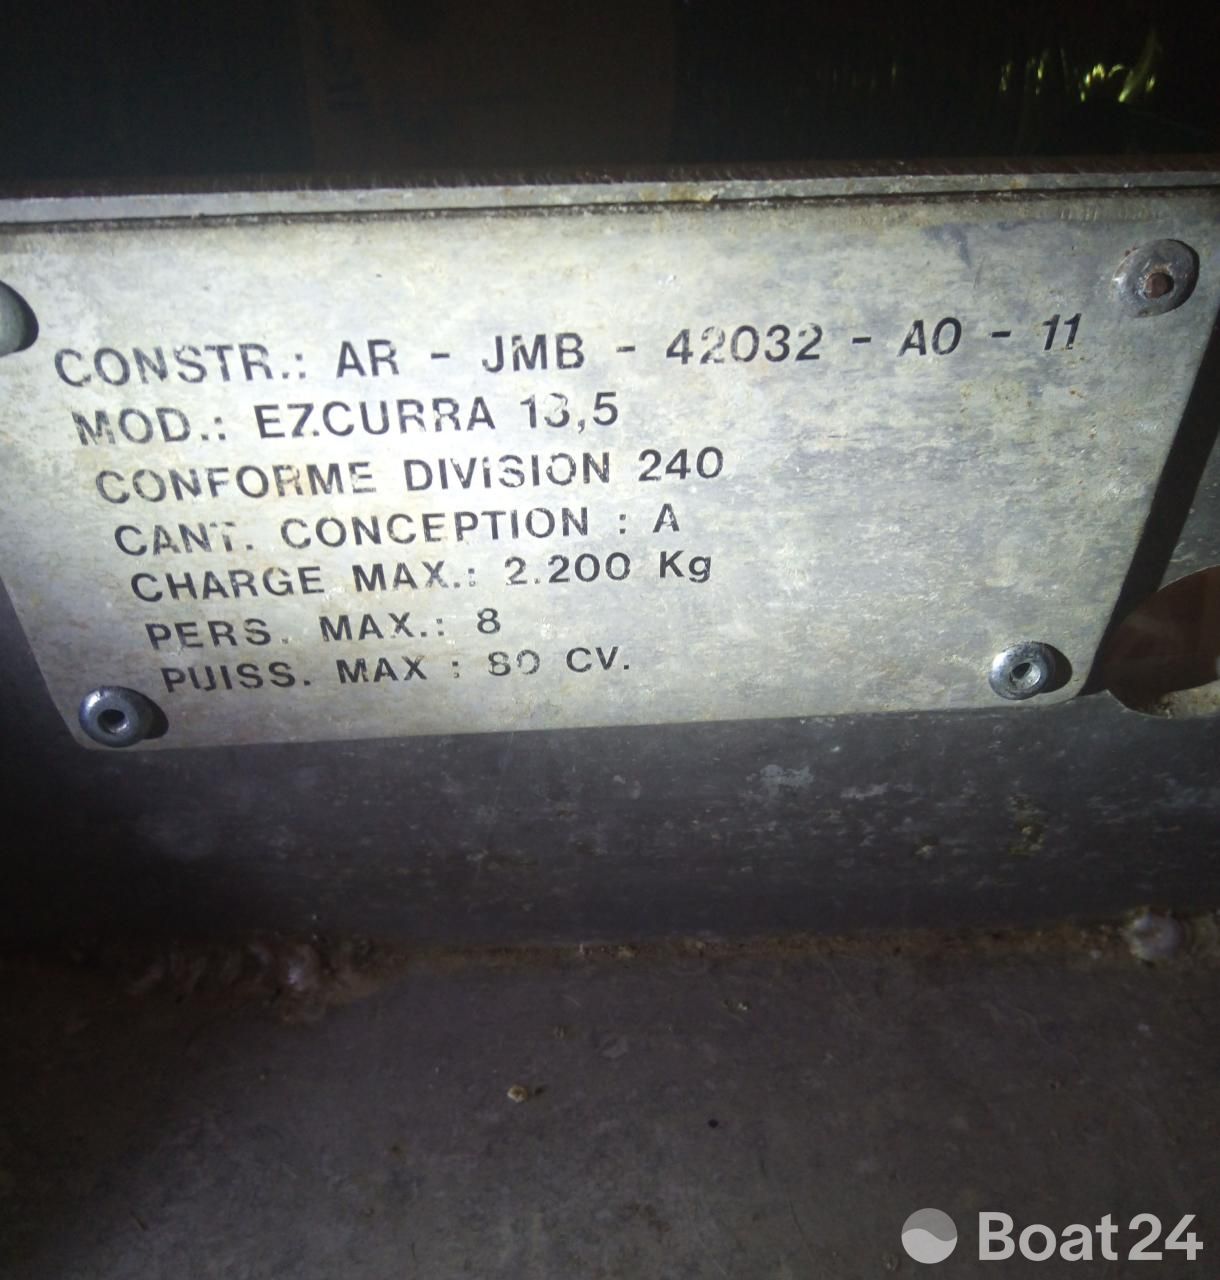 CONSTR.: AR - JMB - 42032 - A0 - 11
MOD.: EZCURRA 13,5
CONFORME DIVISION 240
CANT. CONCEPTION : A
CHARGE MAX.: 2.200 Kg
PERS. MAX.: 8
PUISS. MAX : 80 CV.
Boat24